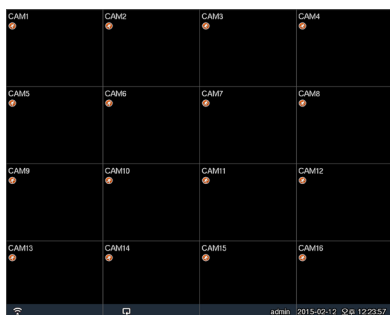 CAM1 CAM2 CAM3 CAM4
CAM5 CAM6 CAM7 CAM8
CAM9 CAM10 CAM11 CAM12
CAM13 CAM14 CAM15 CAM16
admin 2015-02-12 오후 12:23:57